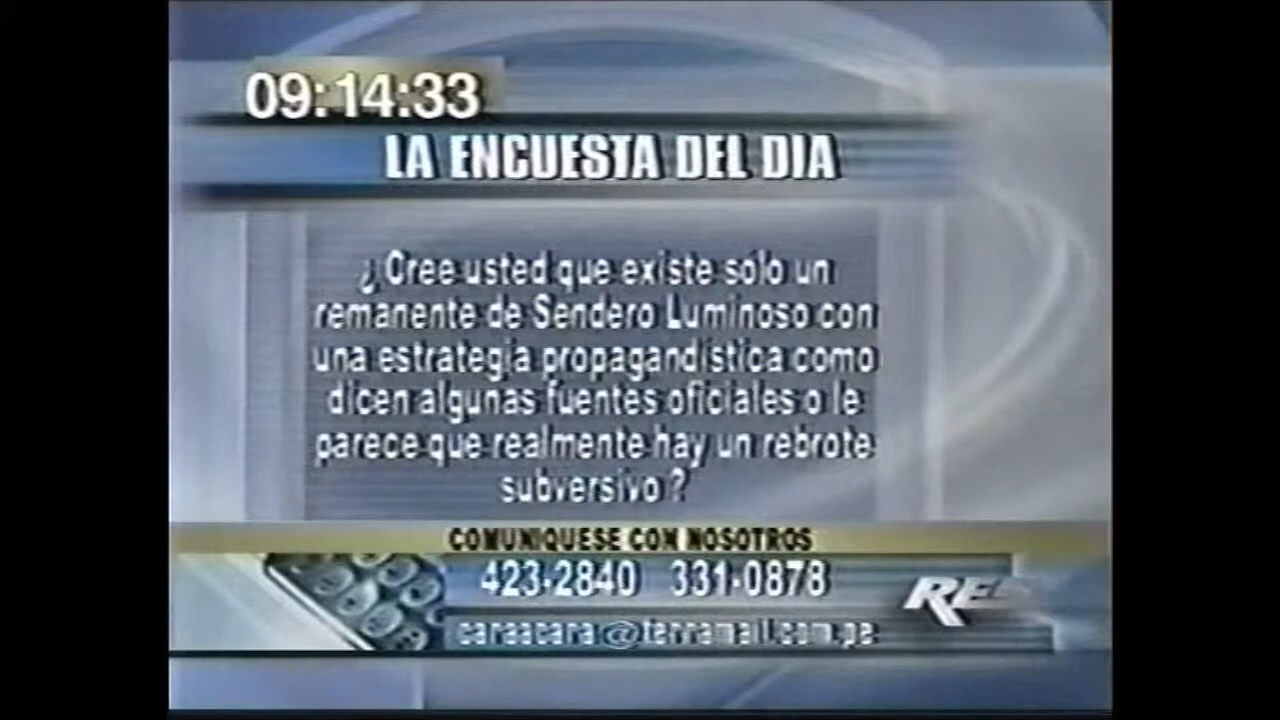 09:14:33
LA ENCUESTA DEL DIA
¿Cree usted que existe sólo un
remanente de Sendero Luminoso con
una estrategia propagandística como
dicen algunas fuentes oficiales o le
parece que realmente hay un rebrote
subversivo?
COMUNIQUESE CON NOSOTROS
423-2840 331-0878
caraacara@terramail.com.pe